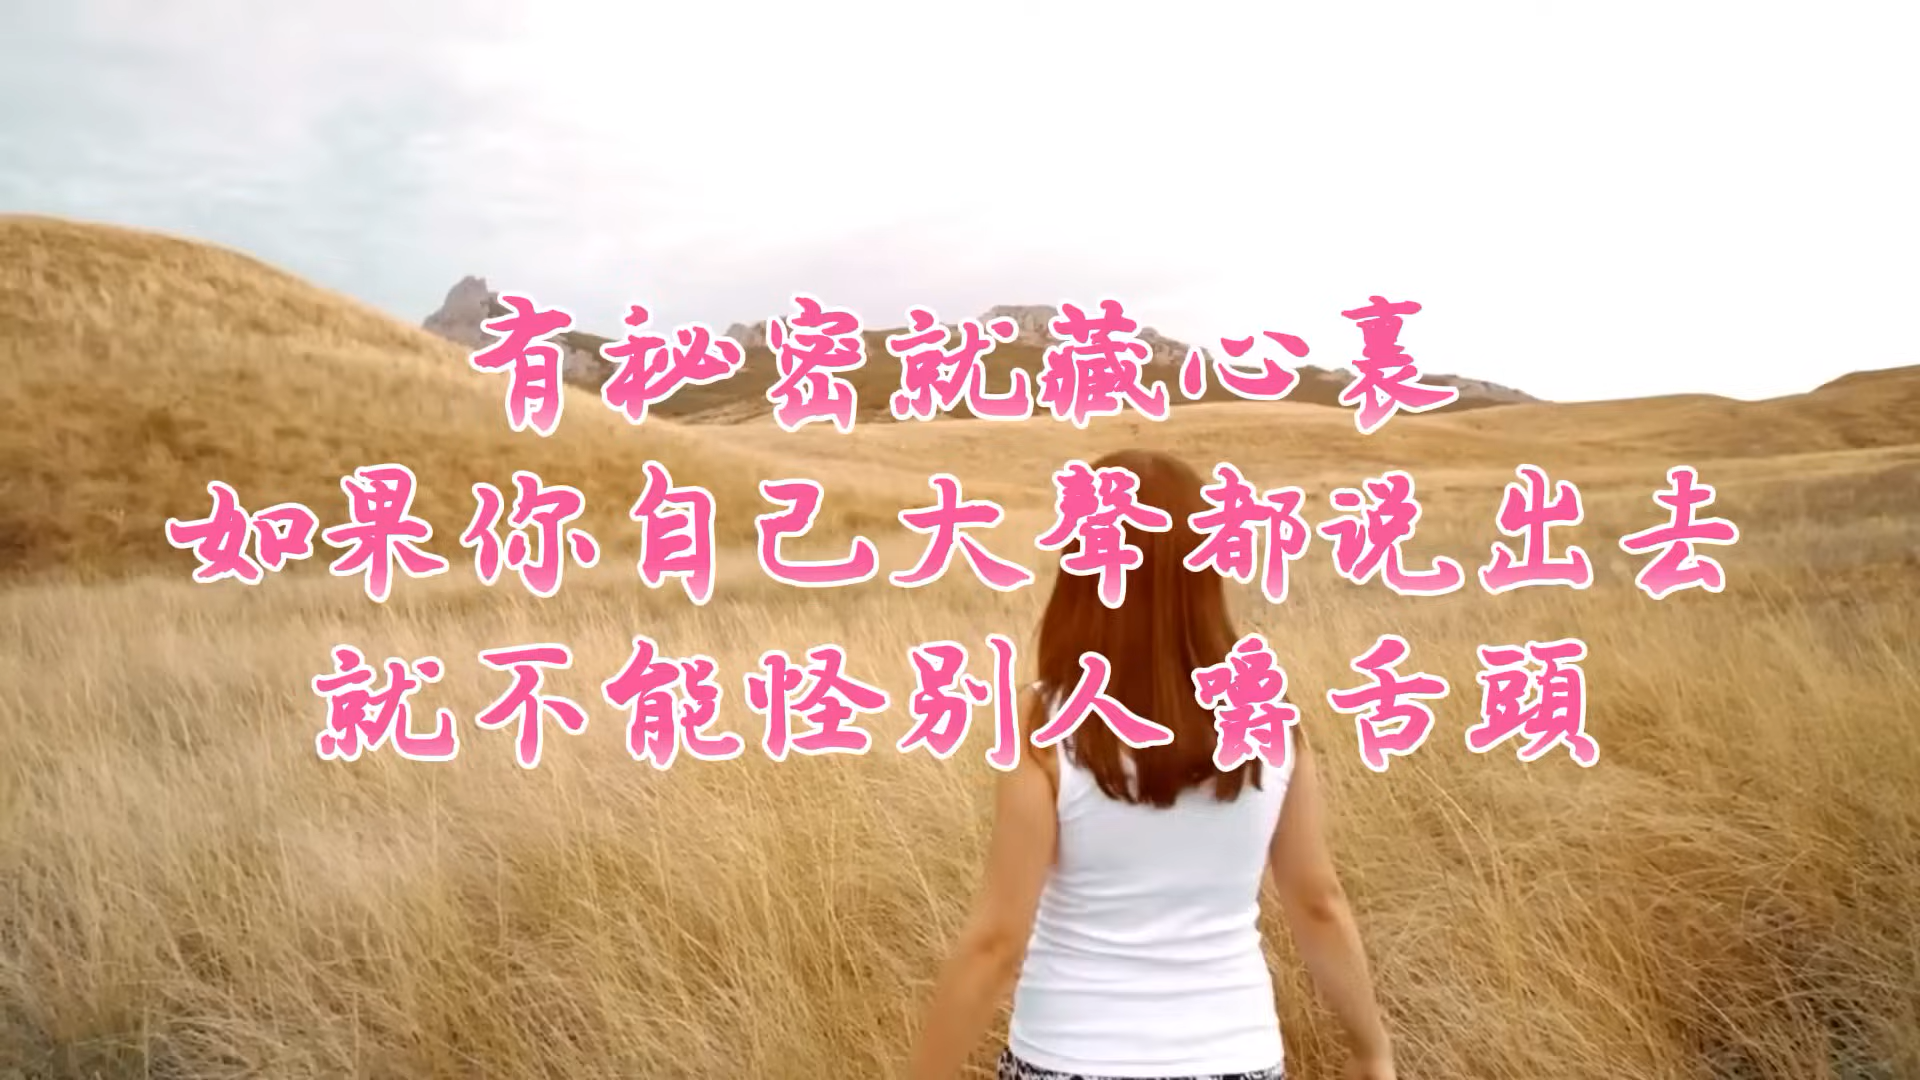 有秘密就藏心裏
如果你自己大聲都说出去
就不能怪别人嚼舌頭